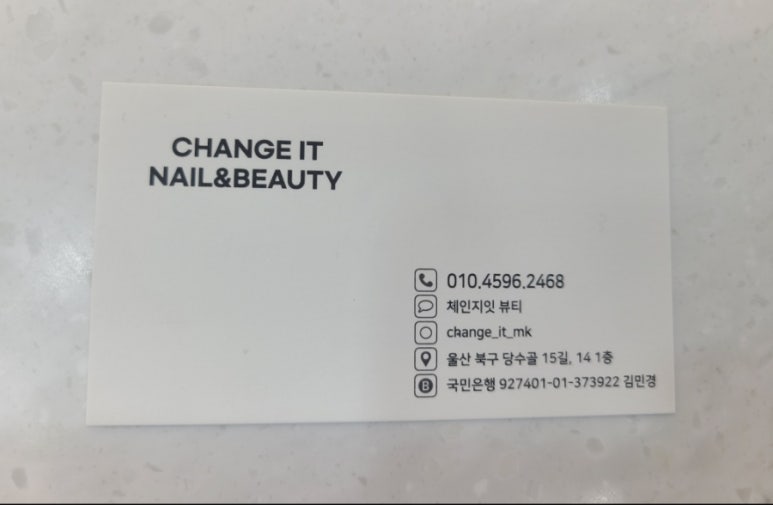 CHANGE IT
NAIL&BEAUTY
010.4596.2468
체인지잇 뷰티
change_it_mk
울산 북구 당수골 15길, 14 1층
국민은행 927401-01-373922 김민경